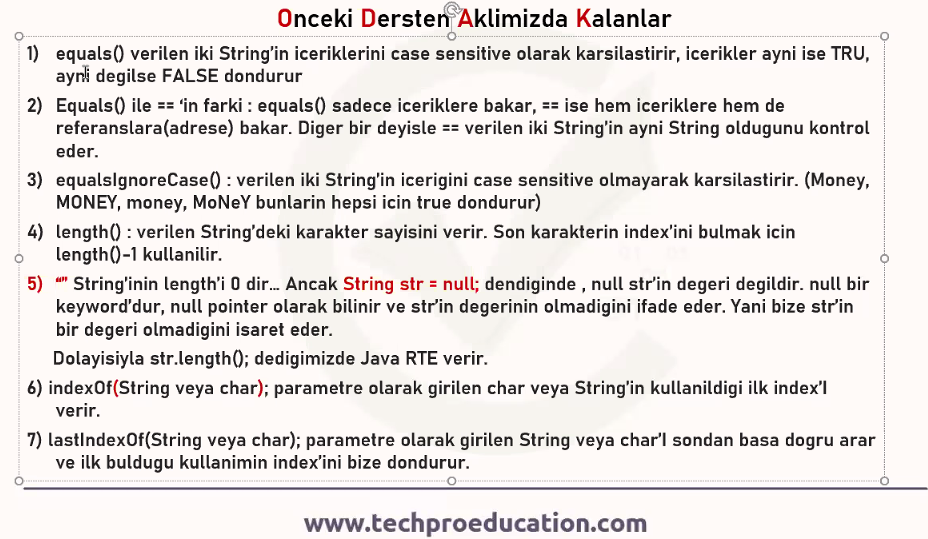 Onceki Dersten Aklimizda Kalanlar
1) equals() verilen iki String'in iceriklerini case sensitive olarak karsilastirir, icerikler ayni ise TRU,
ayni degilse FALSE dondurur
2) Equals() ile == 'in farki : equals() sadece iceriklere bakar, == ise hem iceriklere hem de
referanslara(adrese) bakar. Diger bir deyisle == verilen iki String'in ayni String oldugunu kontrol
eder.
3) equalsIgnoreCase() : verilen iki String'in icerigini case sensitive olmayarak karsilastirir. (Money,
MONEY, money, MoNeY bunlarin hepsi icin true dondurur)
4) length() : verilen String'deki karakter sayisini verir. Son karakterin index'ini bulmak icin
length()-1 kullanilir.
5) “” String'inin length'i 0 dir... Ancak String str = null; dendiginde , null str'in degeri degildir. null bir
keyword'dur, null pointer olarak bilinir ve str'in degerinin olmadigini ifade eder. Yani bize str'in
bir degeri olmadigini isaret eder.
Dolayisiyla str.length(); dedigimizde Java RTE verir.
6) indexOf(String veya char); parametre olarak girilen char veya String'in kullanildigi ilk index'I
verir.
7) lastIndexOf(String veya char); parametre olarak girilen String veya char'I sondan basa dogru arar
ve ilk buldugu kullanimin index'ini bize dondurur.
www.techproeducation.com